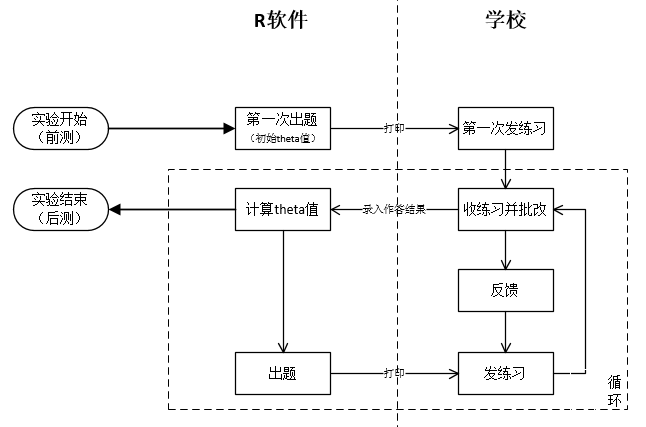 R软件
学校
实验开始
（前测）
第一次出题
（初始theta值）
打印
第一次发练习
实验结束
（后测）
计算theta值
录入作答结果
收练习并批改
反馈
出题
打印
发练习
循
环